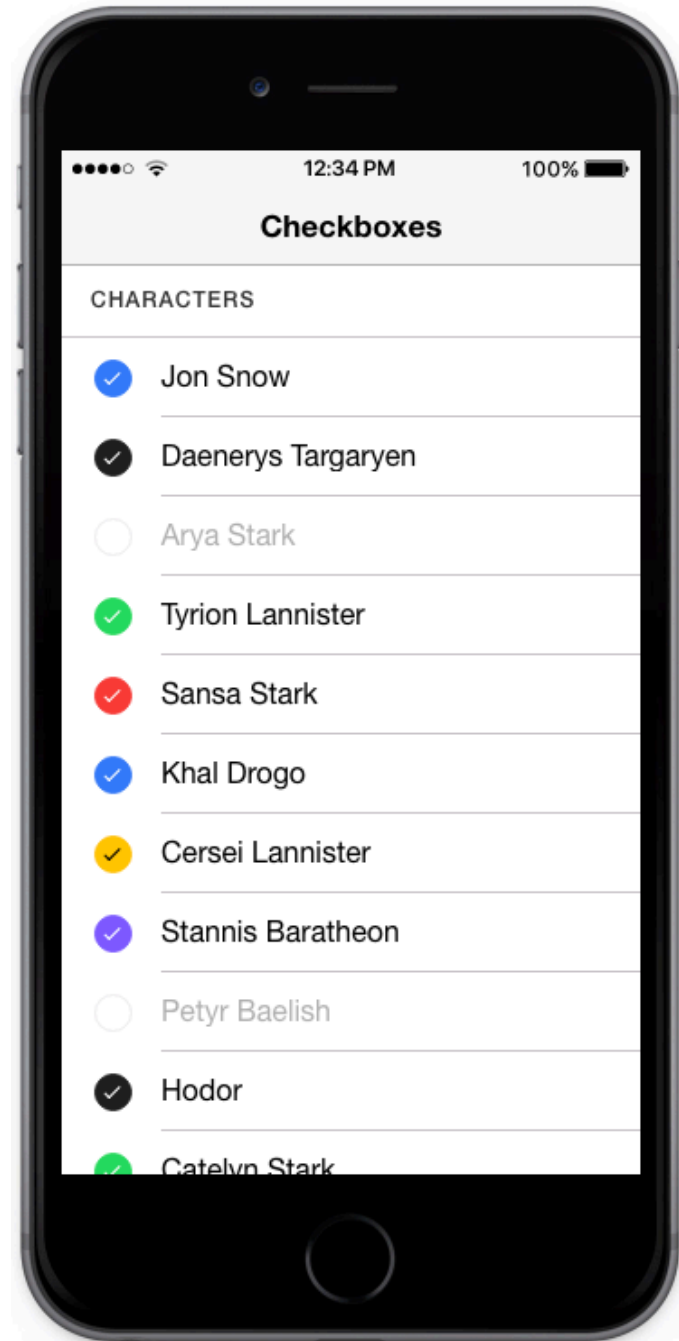 12:34 PM 100%
Checkboxes
CHARACTERS
Jon Snow
Daenerys Targaryen
Arya Stark
Tyrion Lannister
Sansa Stark
Khal Drogo
Cersei Lannister
Stannis Baratheon
Petyr Baelish
Hodor
Catelyn Stark